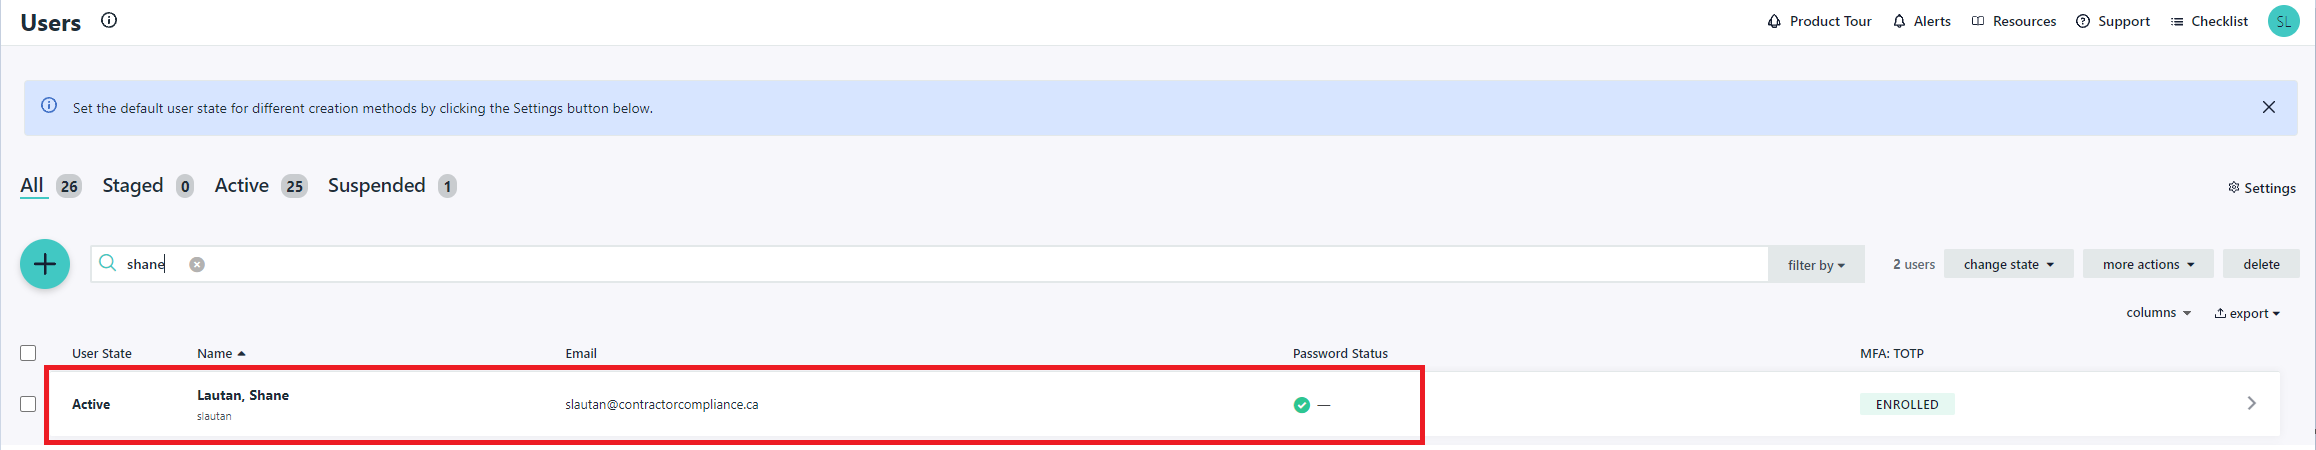 Users
Product Tour Alerts Resources Support Checklist SL
Set the default user state for different creation methods by clicking the Settings button below.
All 26 Staged 0 Active 25 Suspended 1
Settings
shane filter by 2 users change state more actions delete
columns export
User State Name Email Password Status MFA: TOTP
Active Lautan, Shane slautan@contractorcompliance.ca — ENROLLED
slautan